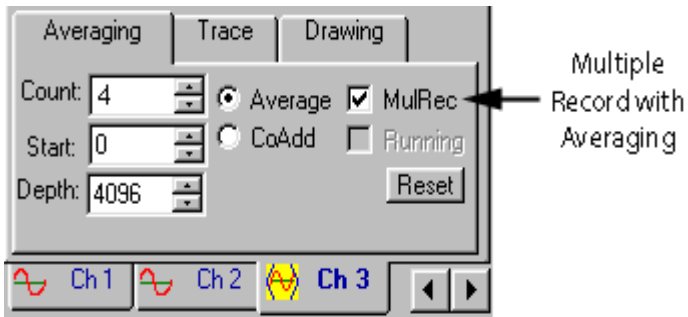 Averaging Trace Drawing
Count: 4 Average MulRec
Start: 0 CoAdd Running
Depth: 4096 Reset
Ch 1 Ch 2 Ch 3
Multiple
Record with
Averaging